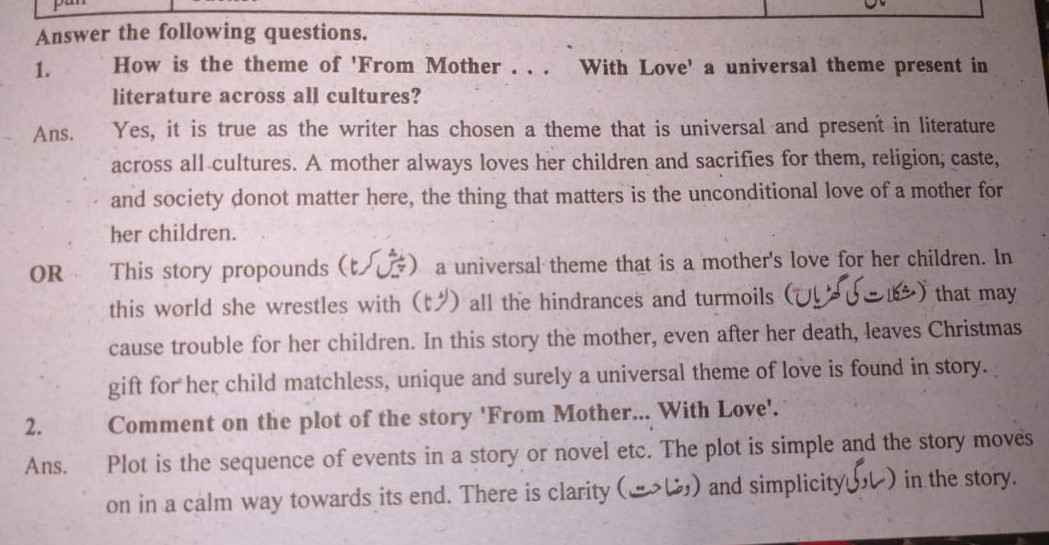 Answer the following questions.
1. How is the theme of 'From Mother . . . With Love' a universal theme present in
literature across all cultures?
Ans. Yes, it is true as the writer has chosen a theme that is universal and present in literature
across all cultures. A mother always loves her children and sacrifies for them, religion, caste,
and society donot matter here, the thing that matters is the unconditional love of a mother for
her children.
OR This story propounds (پیش کرتا) a universal theme that is a mother's love for her children. In
this world she wrestles with (لڑتا) all the hindrances and turmoils (مشکلات کی گھڑیاں) that may
cause trouble for her children. In this story the mother, even after her death, leaves Christmas
gift for her child matchless, unique and surely a universal theme of love is found in story.
2. Comment on the plot of the story 'From Mother... With Love'.
Ans. Plot is the sequence of events in a story or novel etc. The plot is simple and the story moves
on in a calm way towards its end. There is clarity (وضاحت) and simplicity سادگی) in the story.